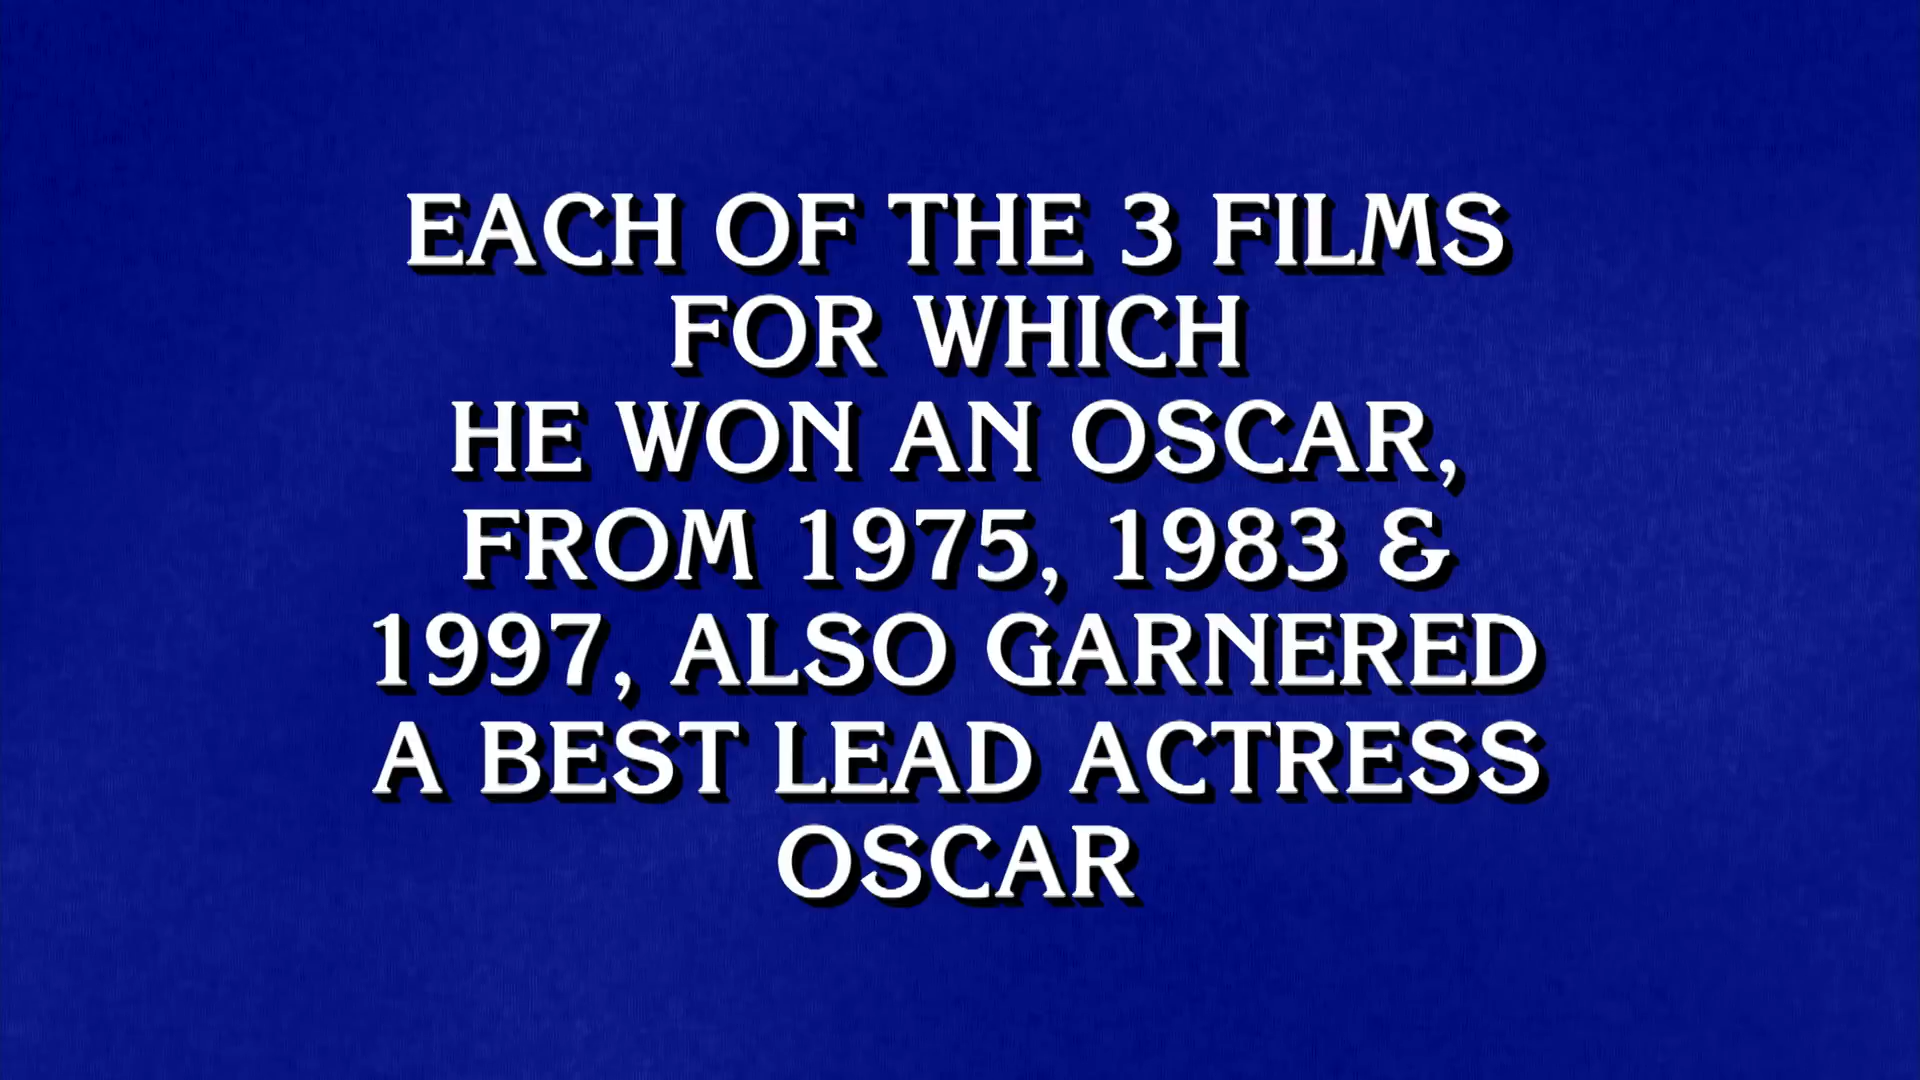 EACH OF THE 3 FILMS
FOR WHICH
HE WON AN OSCAR,
FROM 1975, 1983 &
1997, ALSO GARNERED
A BEST LEAD ACTRESS
OSCAR